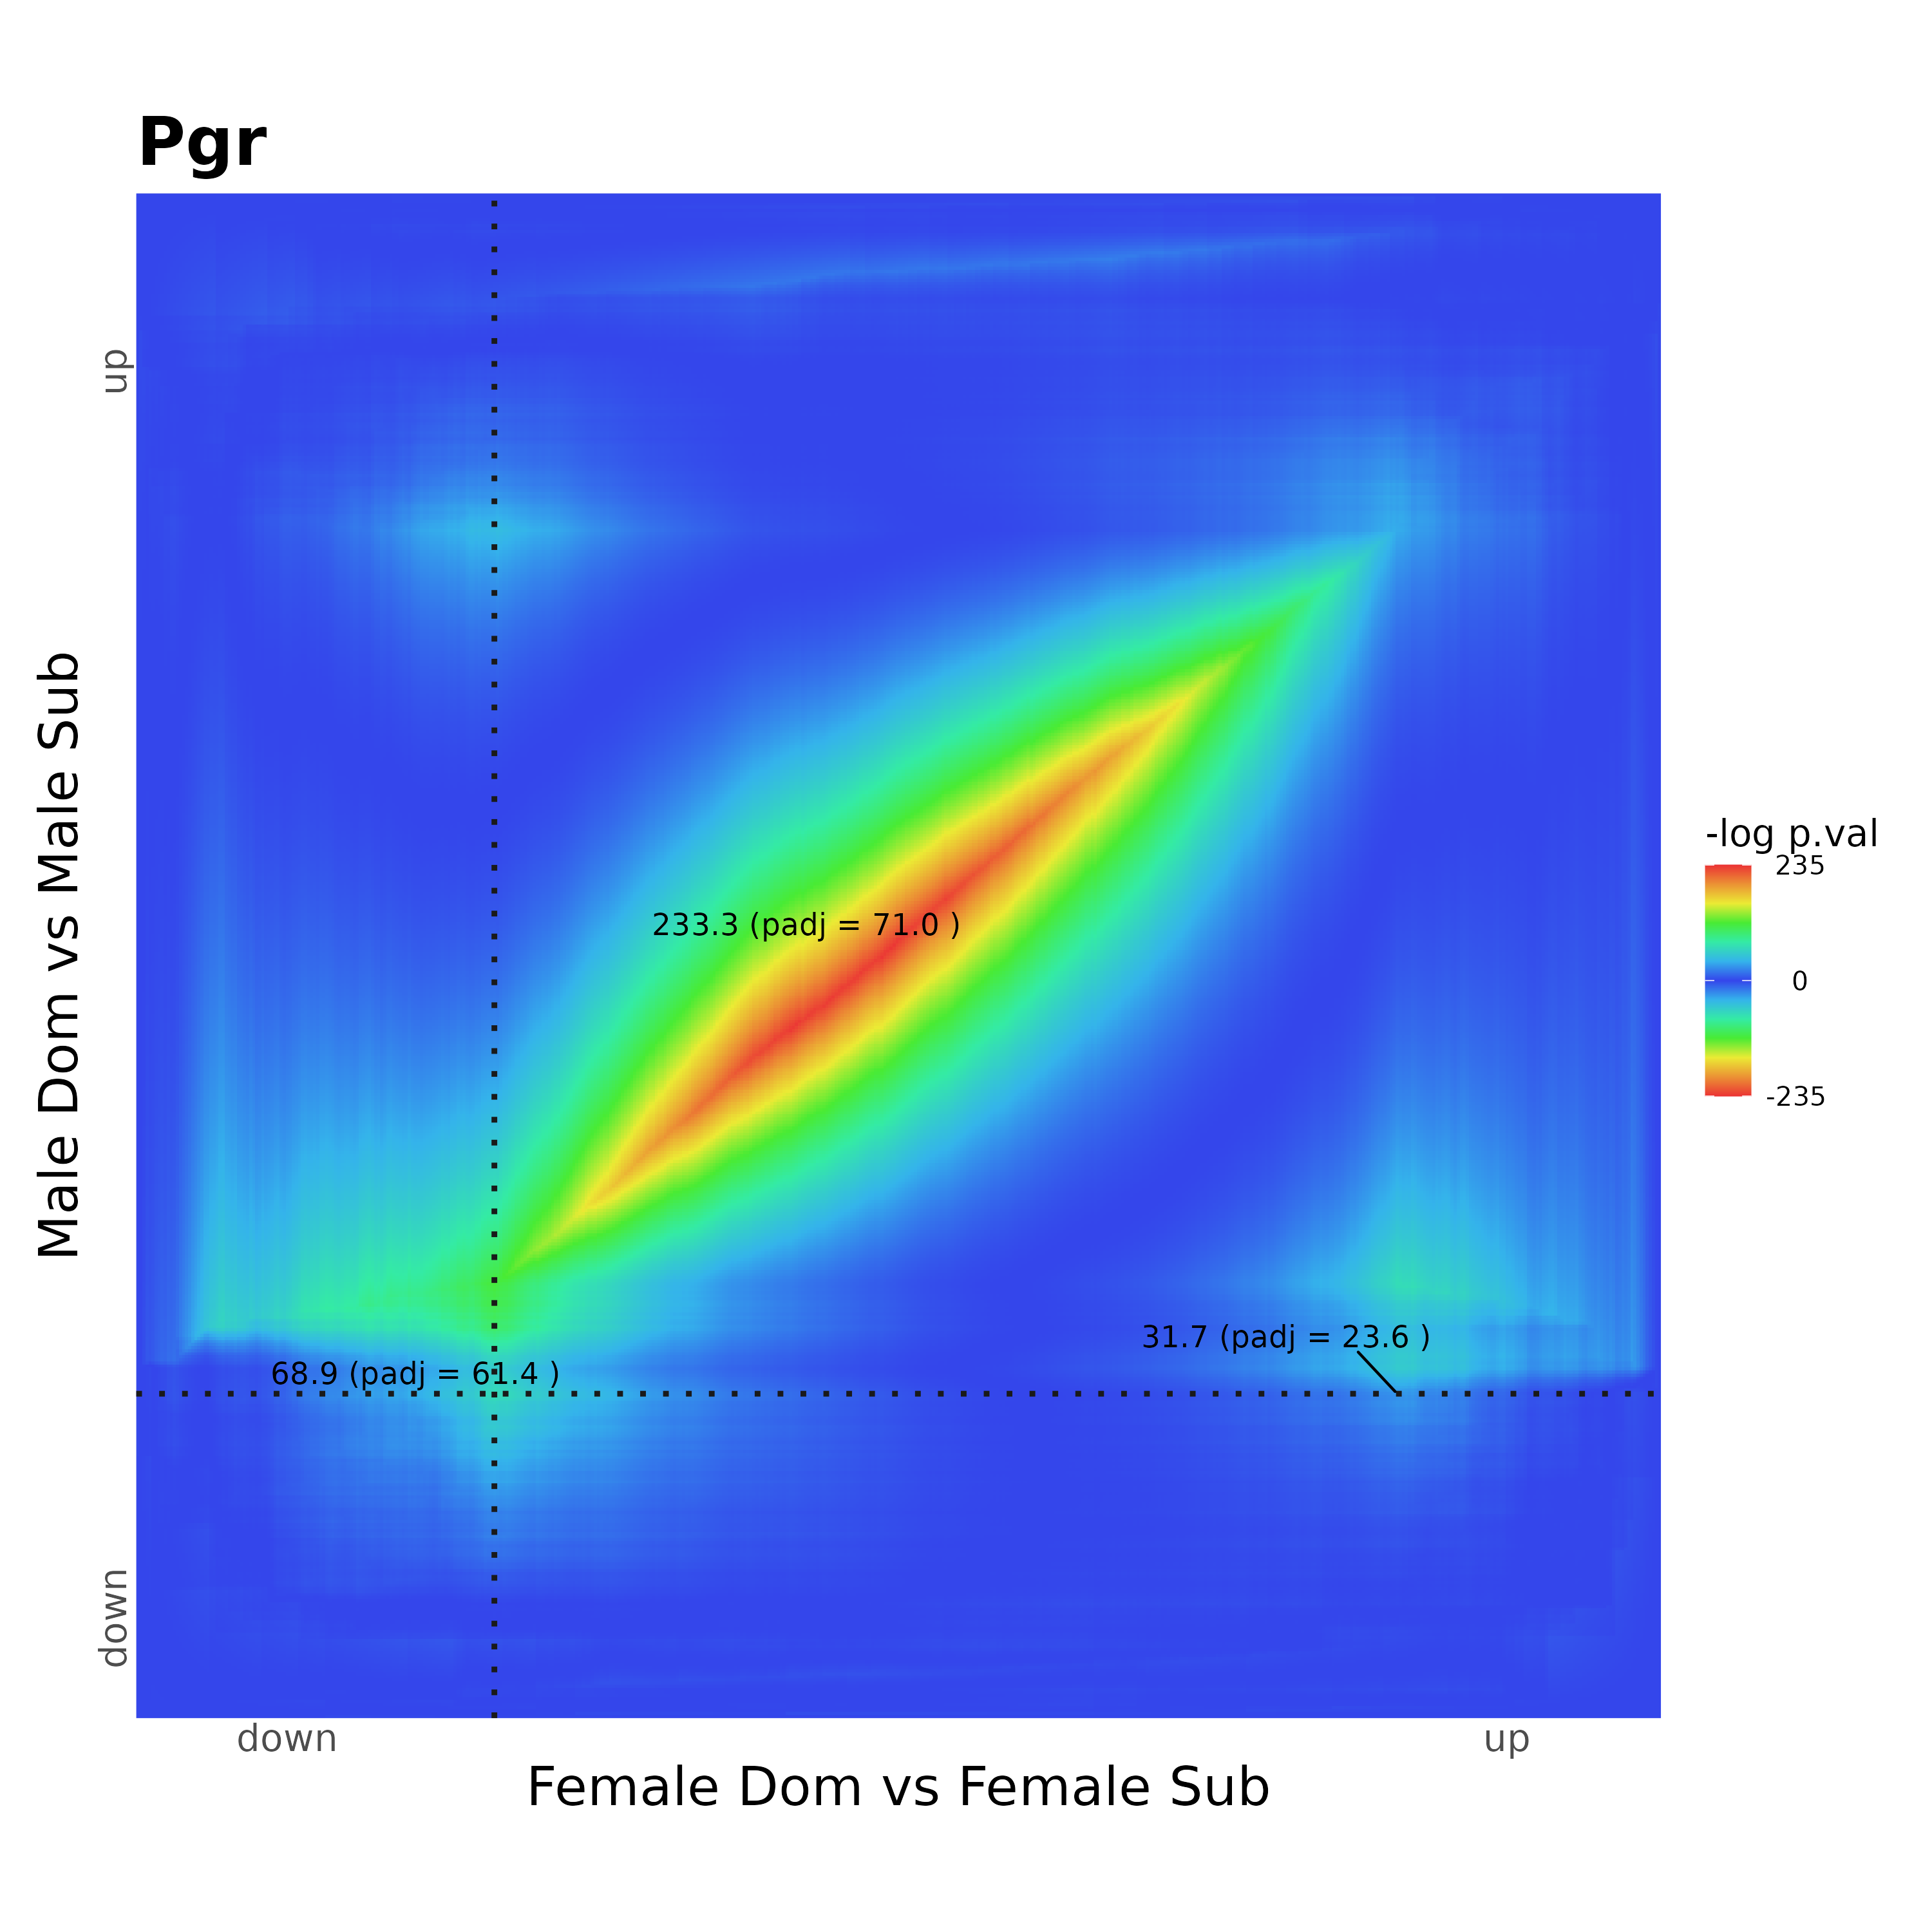 Pgr
up
Male Dom vs Male Sub
down
233.3 (padj = 71.0 )
31.7 (padj = 23.6 )
68.9 (padj = 61.4 )
down
up
Female Dom vs Female Sub
-log p.val
235
0
-235